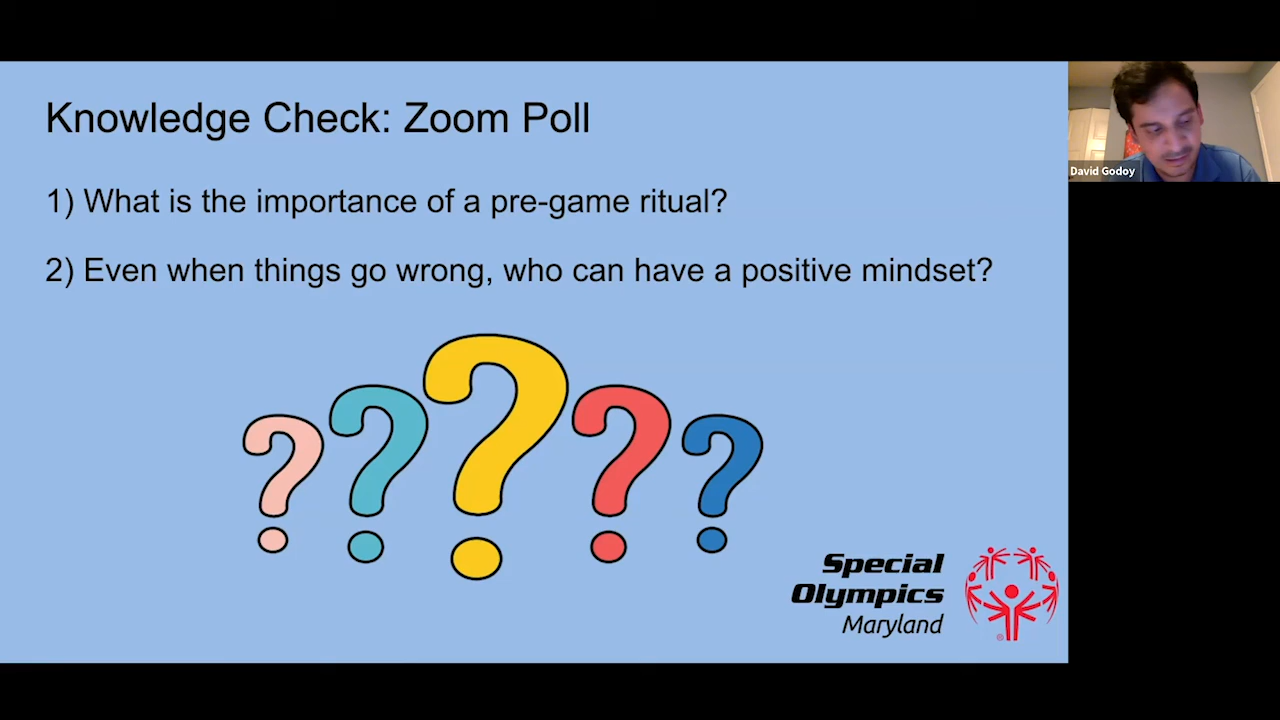 Knowledge Check: Zoom Poll
1) What is the importance of a pre-game ritual?
2) Even when things go wrong, who can have a positive mindset?
? ? ? ? ?
Special
Olympics
Maryland
®
David Godoy